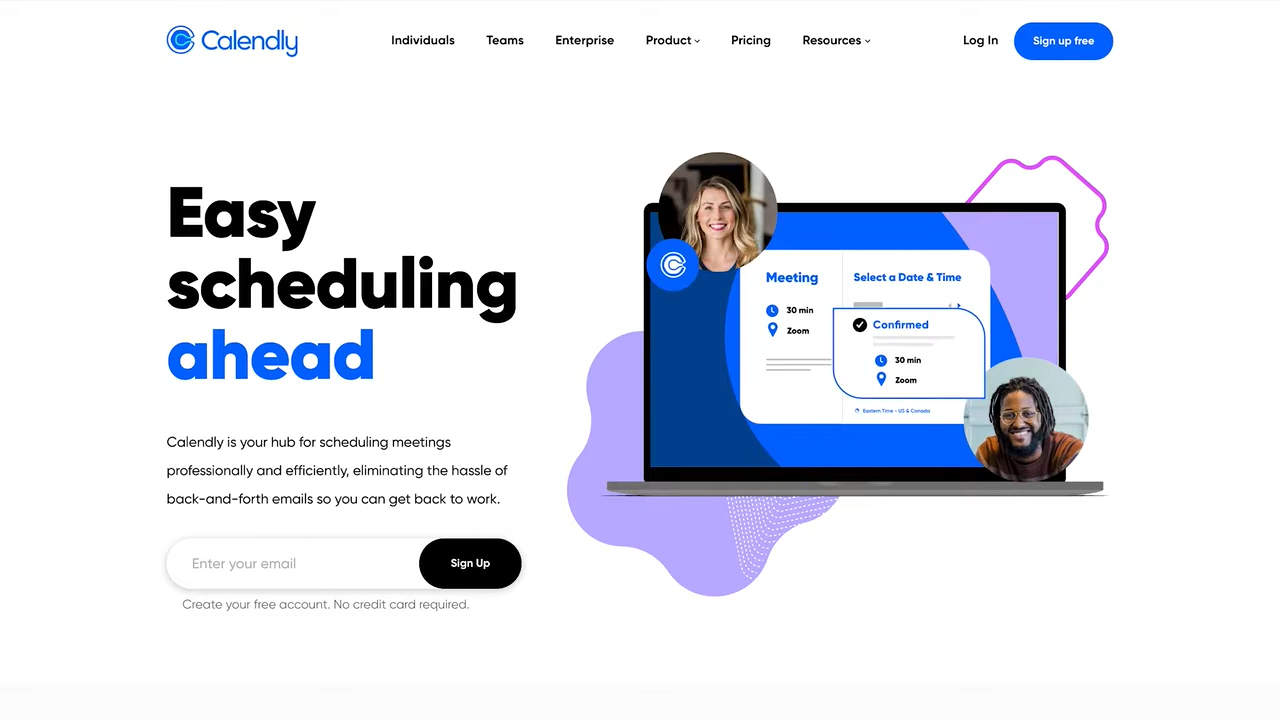 Calendly
Individuals
Teams
Enterprise
Product
Pricing
Resources
Log In
Sign up free
Easy
scheduling
ahead
Calendly is your hub for scheduling meetings
professionally and efficiently, eliminating the hassle of
back-and-forth emails so you can get back to work.
Enter your email
Sign Up
Create your free account. No credit card required.
Meeting
30 min
Zoom
Select a Date & Time
Confirmed
30 min
Zoom
Eastern Time - US & Canada